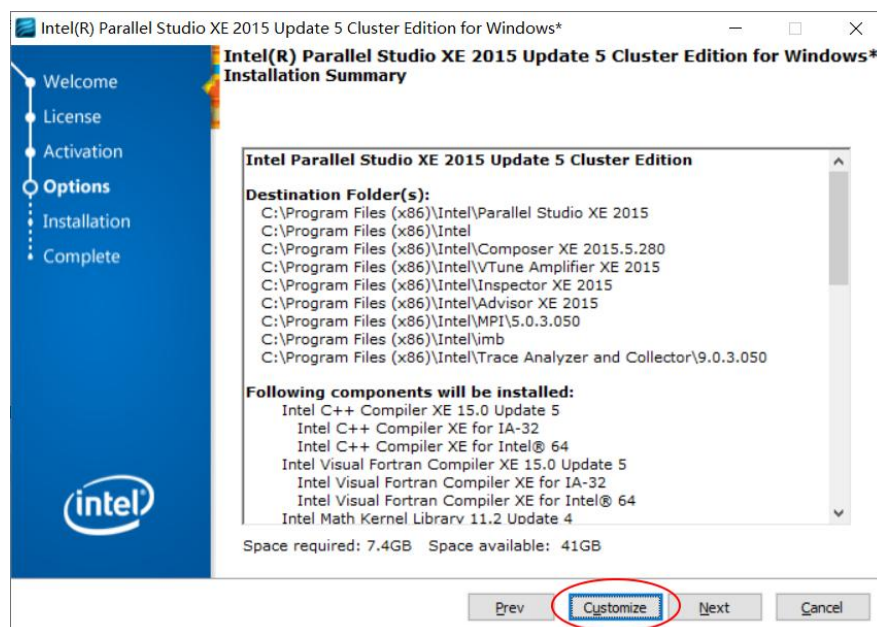 Intel(R) Parallel Studio XE 2015 Update 5 Cluster Edition for Windows*
Intel(R) Parallel Studio XE 2015 Update 5 Cluster Edition for Windows*
Installation Summary
Welcome
License
Activation
Options
Installation
Complete
Intel Parallel Studio XE 2015 Update 5 Cluster Edition
Destination Folder(s):
C:\Program Files (x86)\Intel\Parallel Studio XE 2015
C:\Program Files (x86)\Intel
C:\Program Files (x86)\Intel\Composer XE 2015.5.280
C:\Program Files (x86)\Intel\VTune Amplifier XE 2015
C:\Program Files (x86)\Intel\Inspector XE 2015
C:\Program Files (x86)\Intel\Advisor XE 2015
C:\Program Files (x86)\Intel\MPI\5.0.3.050
C:\Program Files (x86)\Intel\imb
C:\Program Files (x86)\Intel\Trace Analyzer and Collector\9.0.3.050
Following components will be installed:
Intel C++ Compiler XE 15.0 Update 5
Intel C++ Compiler XE for IA-32
Intel C++ Compiler XE for Intel® 64
Intel Visual Fortran Compiler XE 15.0 Update 5
Intel Visual Fortran Compiler XE for IA-32
Intel Visual Fortran Compiler XE for Intel® 64
Intel Math Kernel Library 11.2 Update 4
Space required: 7.4GB Space available: 41GB
(intel)
Prev Customize Next Cancel